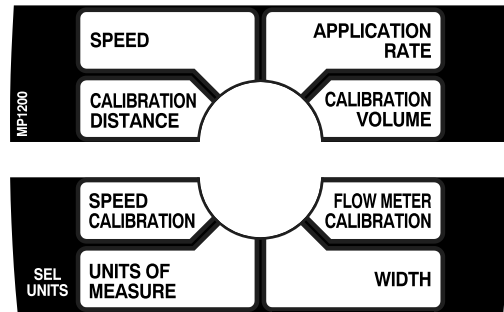 SPEED
APPLICATION
RATE
MP1200
CALIBRATION
DISTANCE
CALIBRATION
VOLUME
SPEED
CALIBRATION
FLOW METER
CALIBRATION
SEL
UNITS
UNITS OF
MEASURE
WIDTH